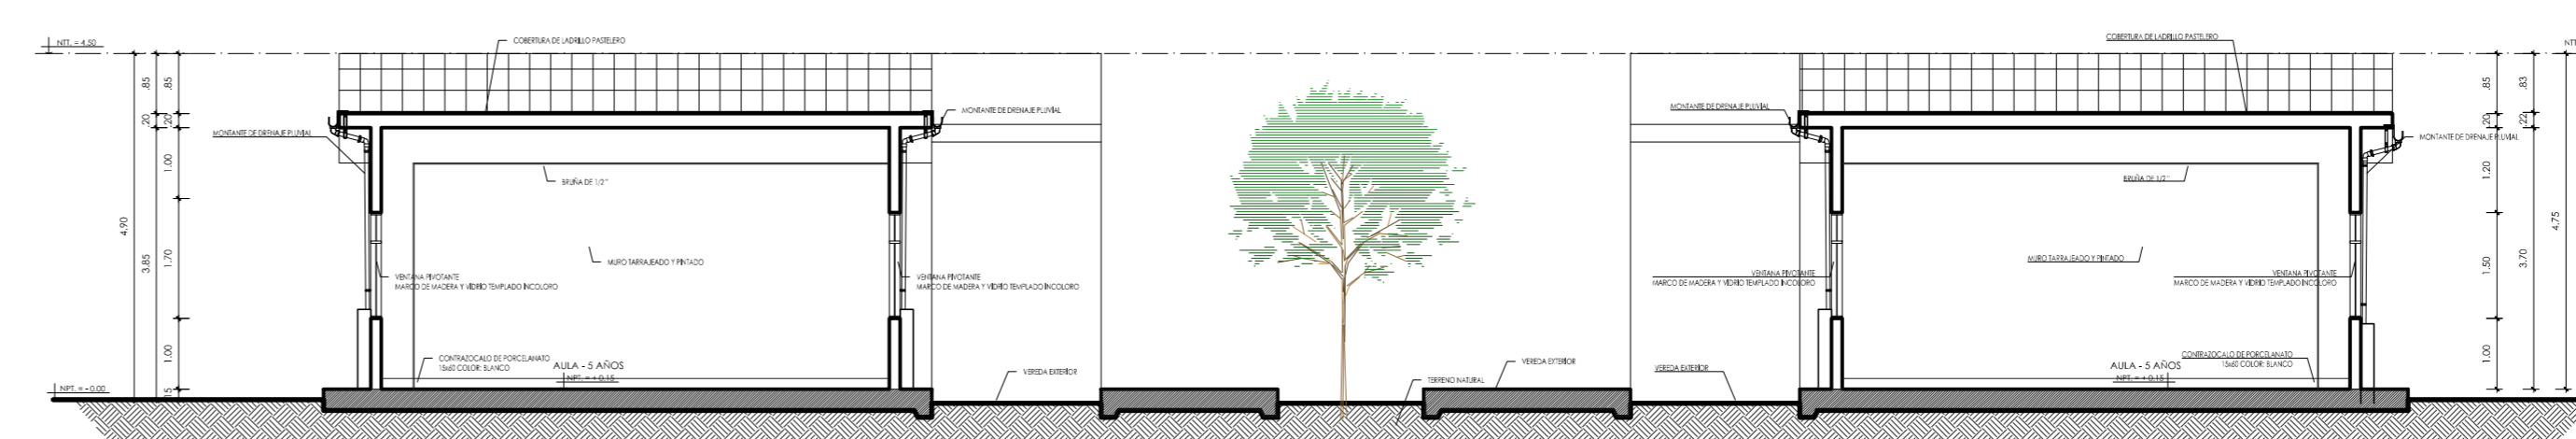 NTT. = 4.50
COBERTURA DE LADRILLO PASTELERO
COBERTURA DE LADRILLO PASTELERO
.85
.85
.20
.20
1.00
1.70
1.00
3.85
4.90
MONTANTE DE DRENAJE PLUVIAL
MONTANTE DE DRENAJE PLUVIAL
BRUÑA DE 1/2"
MURO TARRAJEADO Y PINTADO
VENTANA PIVOTANTE
MARCO DE MADERA Y VIDRIO TEMPLADO INCOLORO
VENTANA PIVOTANTE
MARCO DE MADERA Y VIDRIO TEMPLADO INCOLORO
CONTRAZOCALO DE PORCELANATO
15x60 COLOR: BLANCO
AULA - 5 AÑOS
NPT. = + 0.15
NPT. = - 0.00
VEREDA EXTERIOR
TERRENO NATURAL
VEREDA EXTERIOR
VEREDA EXTERIOR
MONTANTE DE DRENAJE PLUVIAL
MONTANTE DE DRENAJE PLUVIAL
BRUÑA DE 1/2"
MURO TARRAJEADO Y PINTADO
VENTANA PIVOTANTE
MARCO DE MADERA Y VIDRIO TEMPLADO INCOLORO
VENTANA PIVOTANTE
MARCO DE MADERA Y VIDRIO TEMPLADO INCOLORO
CONTRAZOCALO DE PORCELANATO
15x60 COLOR: BLANCO
AULA - 5 AÑOS
NPT. = + 0.15
.85
.20
1.20
1.50
1.00
.83
.22
3.70
4.75